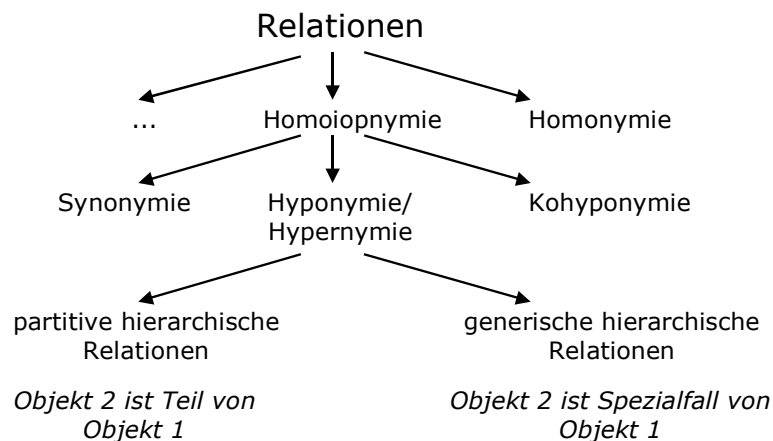 Relationen
... Homoiopnymie Homonymie
Synonymie Hyponymie/ Kohyponymie
Hypernymie
partitive hierarchische generische hierarchische
Relationen Relationen
Objekt 2 ist Teil von Objekt 2 ist Spezialfall von
Objekt 1 Objekt 1